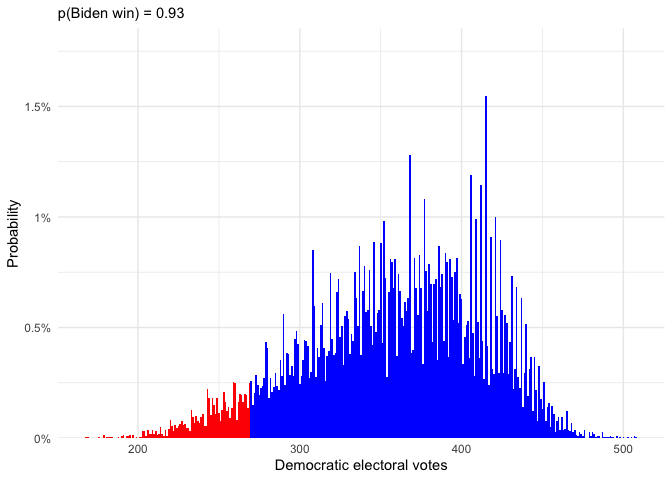 p(Biden win) = 0.93
Probability
1.5%
1%
0.5%
0%
200
300
400
500
Democratic electoral votes